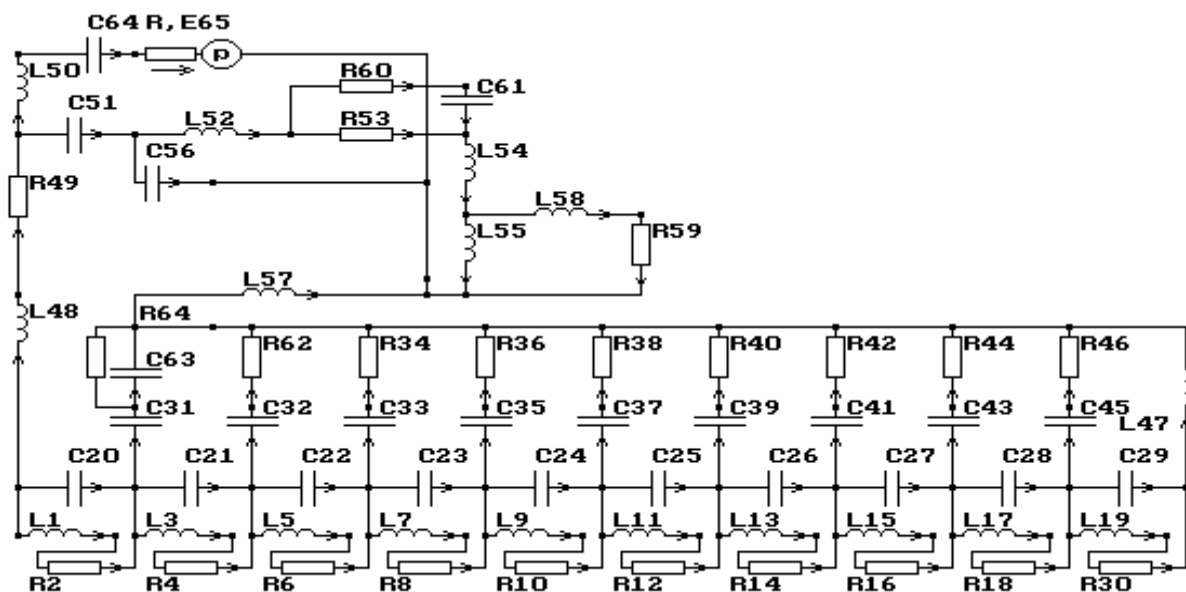 C64 R, E65
p
L50
R60
C61
C51
L52
R53
C56
L54
R49
L58
L55
R59
L57
L48
R64
R62 R34 R36 R38 R40 R42 R44 R46
C63
C31 C32 C33 C35 C37 C39 C41 C43 C45
L47
C20 C21 C22 C23 C24 C25 C26 C27 C28 C29
L1 L3 L5 L7 L9 L11 L13 L15 L17 L19
R2 R4 R6 R8 R10 R12 R14 R16 R18 R30